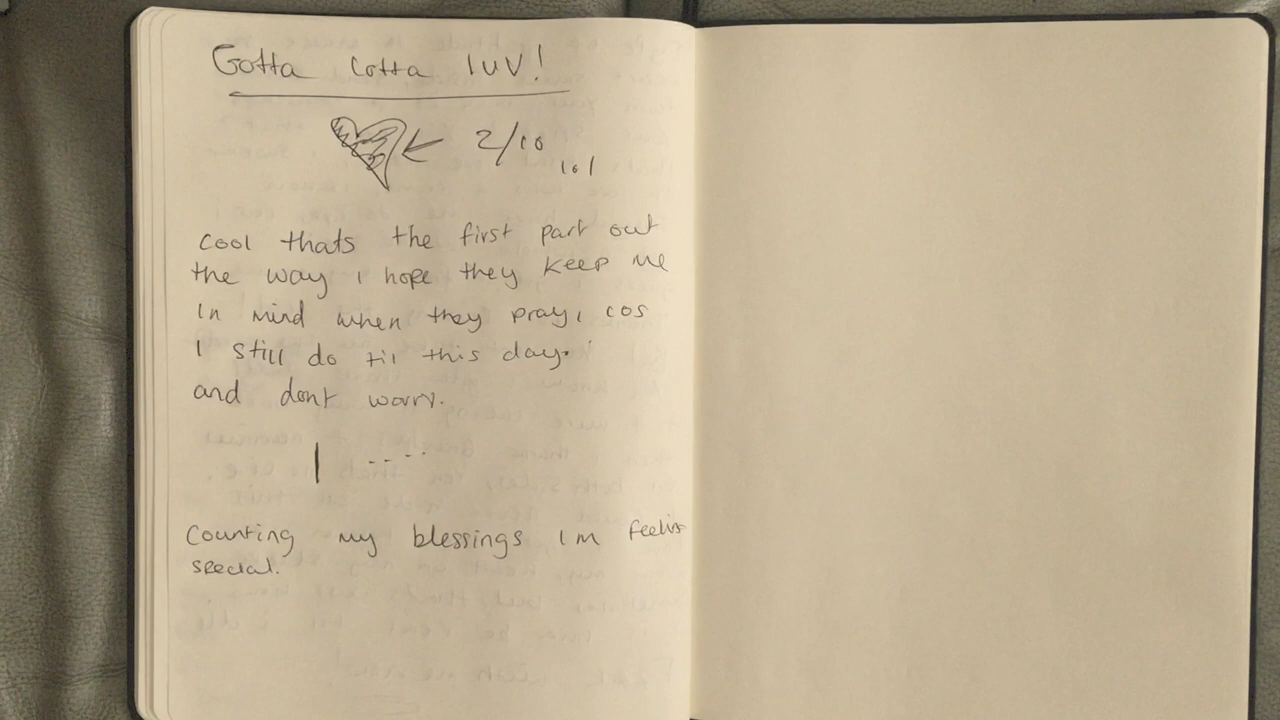 Gotta Lotta luv!
2/10
lol
cool thats the first part out
the way i hope they keep me
in mind when they pray, cos
I still do til this day.
and dont worry.
I .....
Counting my blessings Im feelin
special.